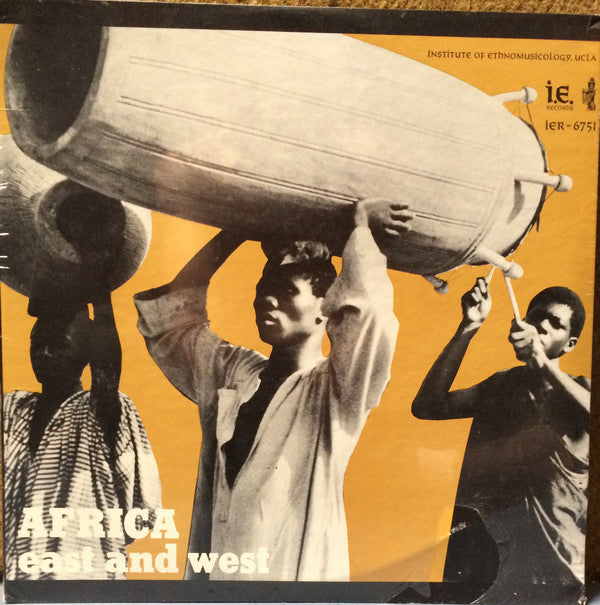 INSTITUTE OF ETHNOMUSICOLOGY, UCLA
i.E.
RECORDS
iER-6751
AFRICA
east and west